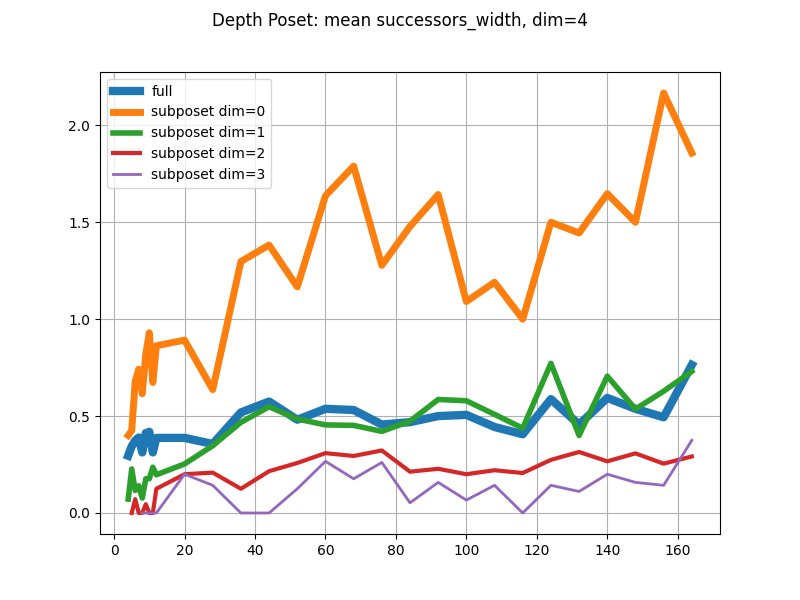 Depth Poset: mean successors_width, dim=4
full
subposet dim=0
subposet dim=1
subposet dim=2
subposet dim=3
2.0
1.5
1.0
0.5
0.0
0 20 40 60 80 100 120 140 160